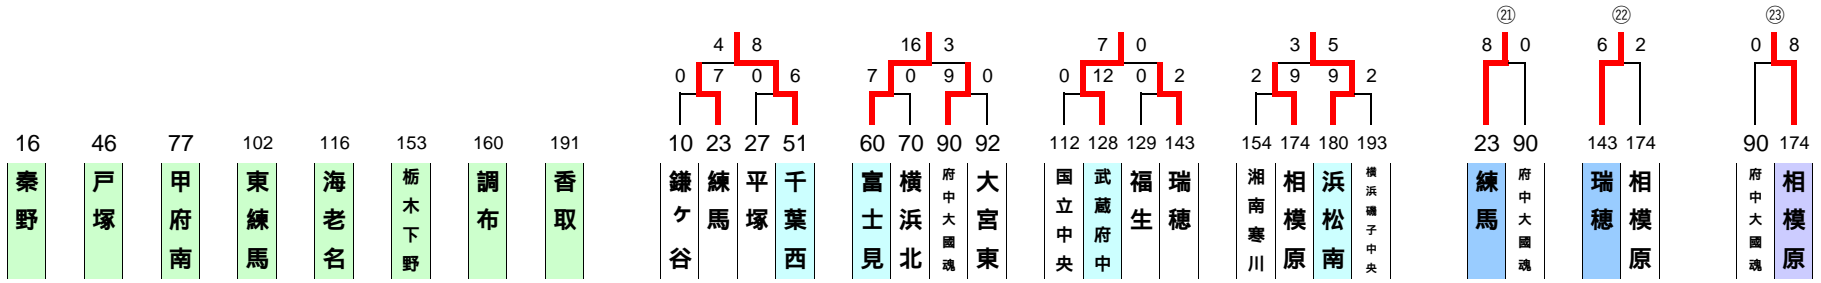 ㉑ ㉒ ㉓
4 8 16 3 7 0 3 5 8 0 6 2 0 8
0 7 0 6 7 0 9 0 0 12 0 2 2 9 9 2
16 46 77 102 116 153 160 191 10 23 27 51 60 70 90 92 112 128 129 143 154 174 180 193 23 90 143 174 90 174
秦野
戸塚
甲府南
東練馬
海老名
栃木下野
調布
香取
鎌ケ谷
練馬
平塚
千葉西
富士見
横浜北
府中大國魂
大宮東
国立中央
武蔵府中
福生
瑞穂
湘南寒川
相模原
浜松南
横浜磯子中央
練馬
府中大國魂
瑞穂
相模原
府中大國魂
相模原